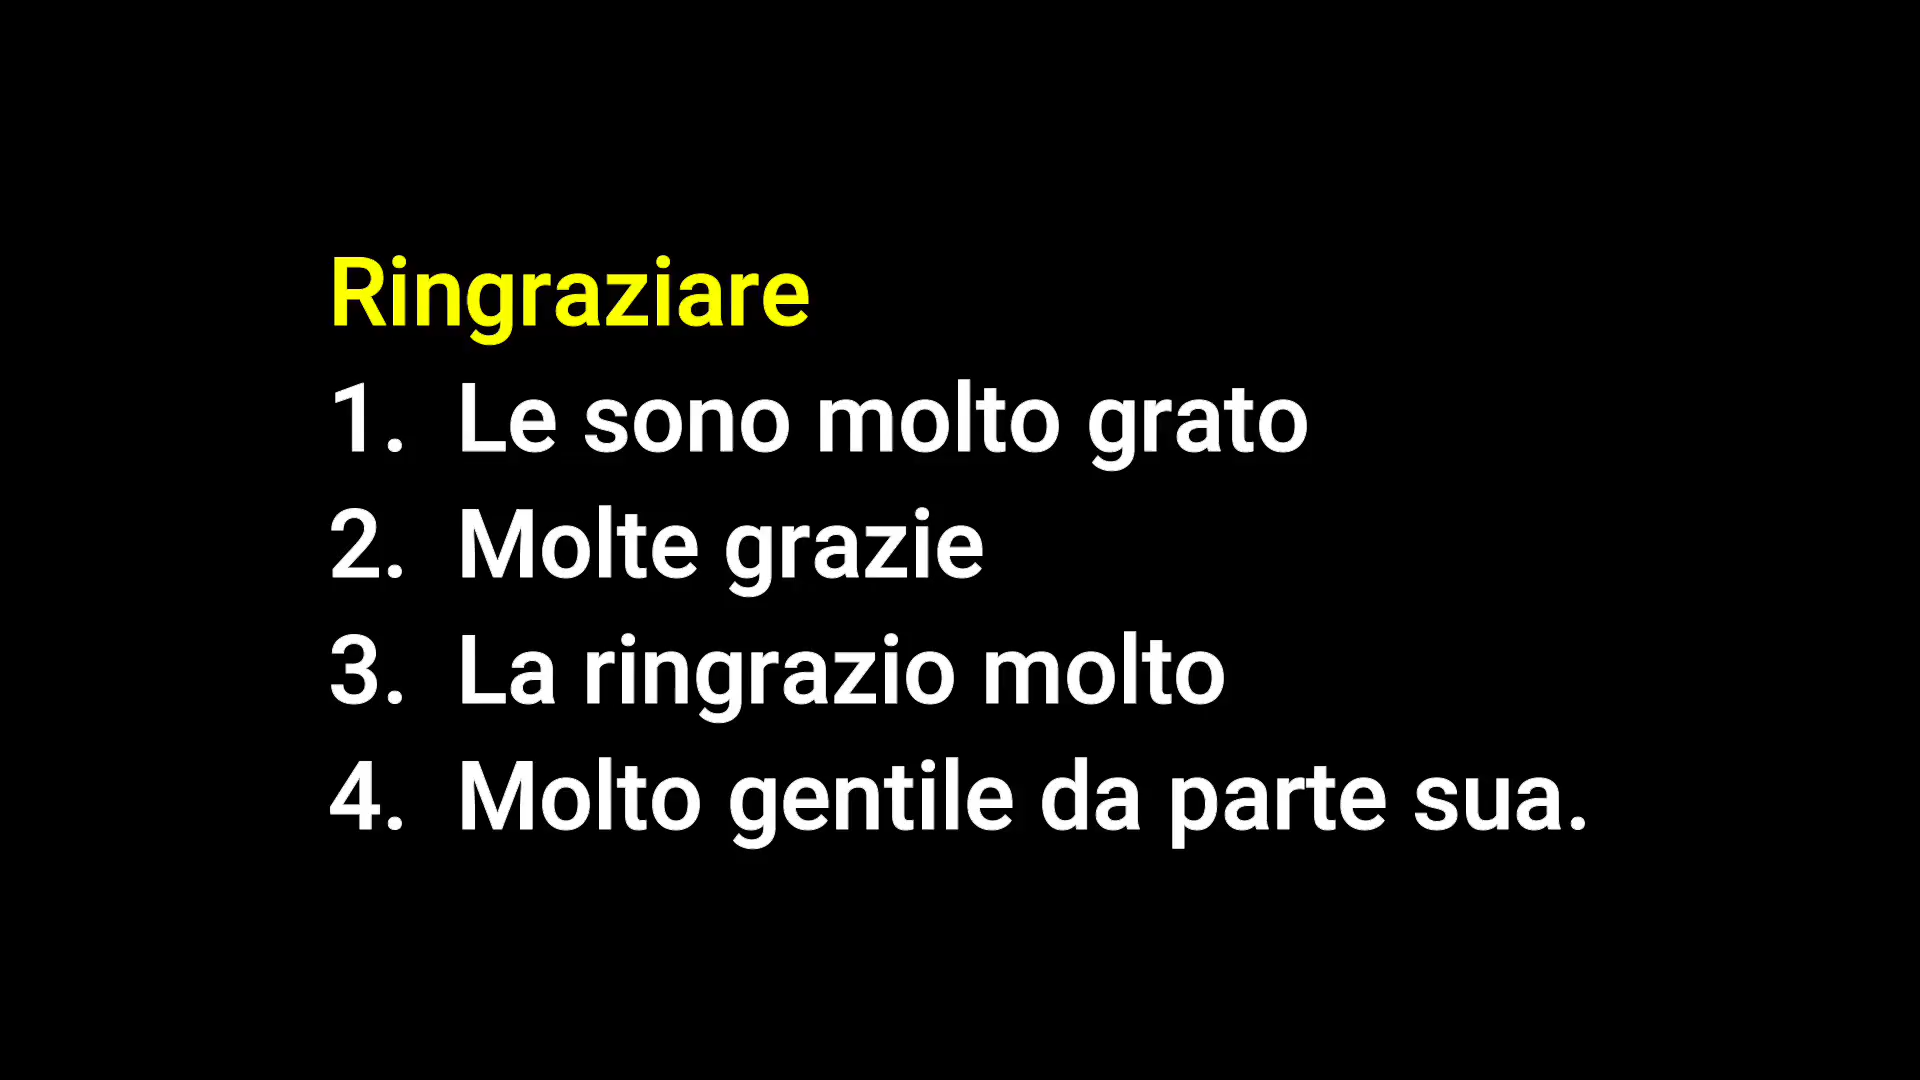 Ringraziare
1. Le sono molto grato
2. Molte grazie
3. La ringrazio molto
4. Molto gentile da parte sua.